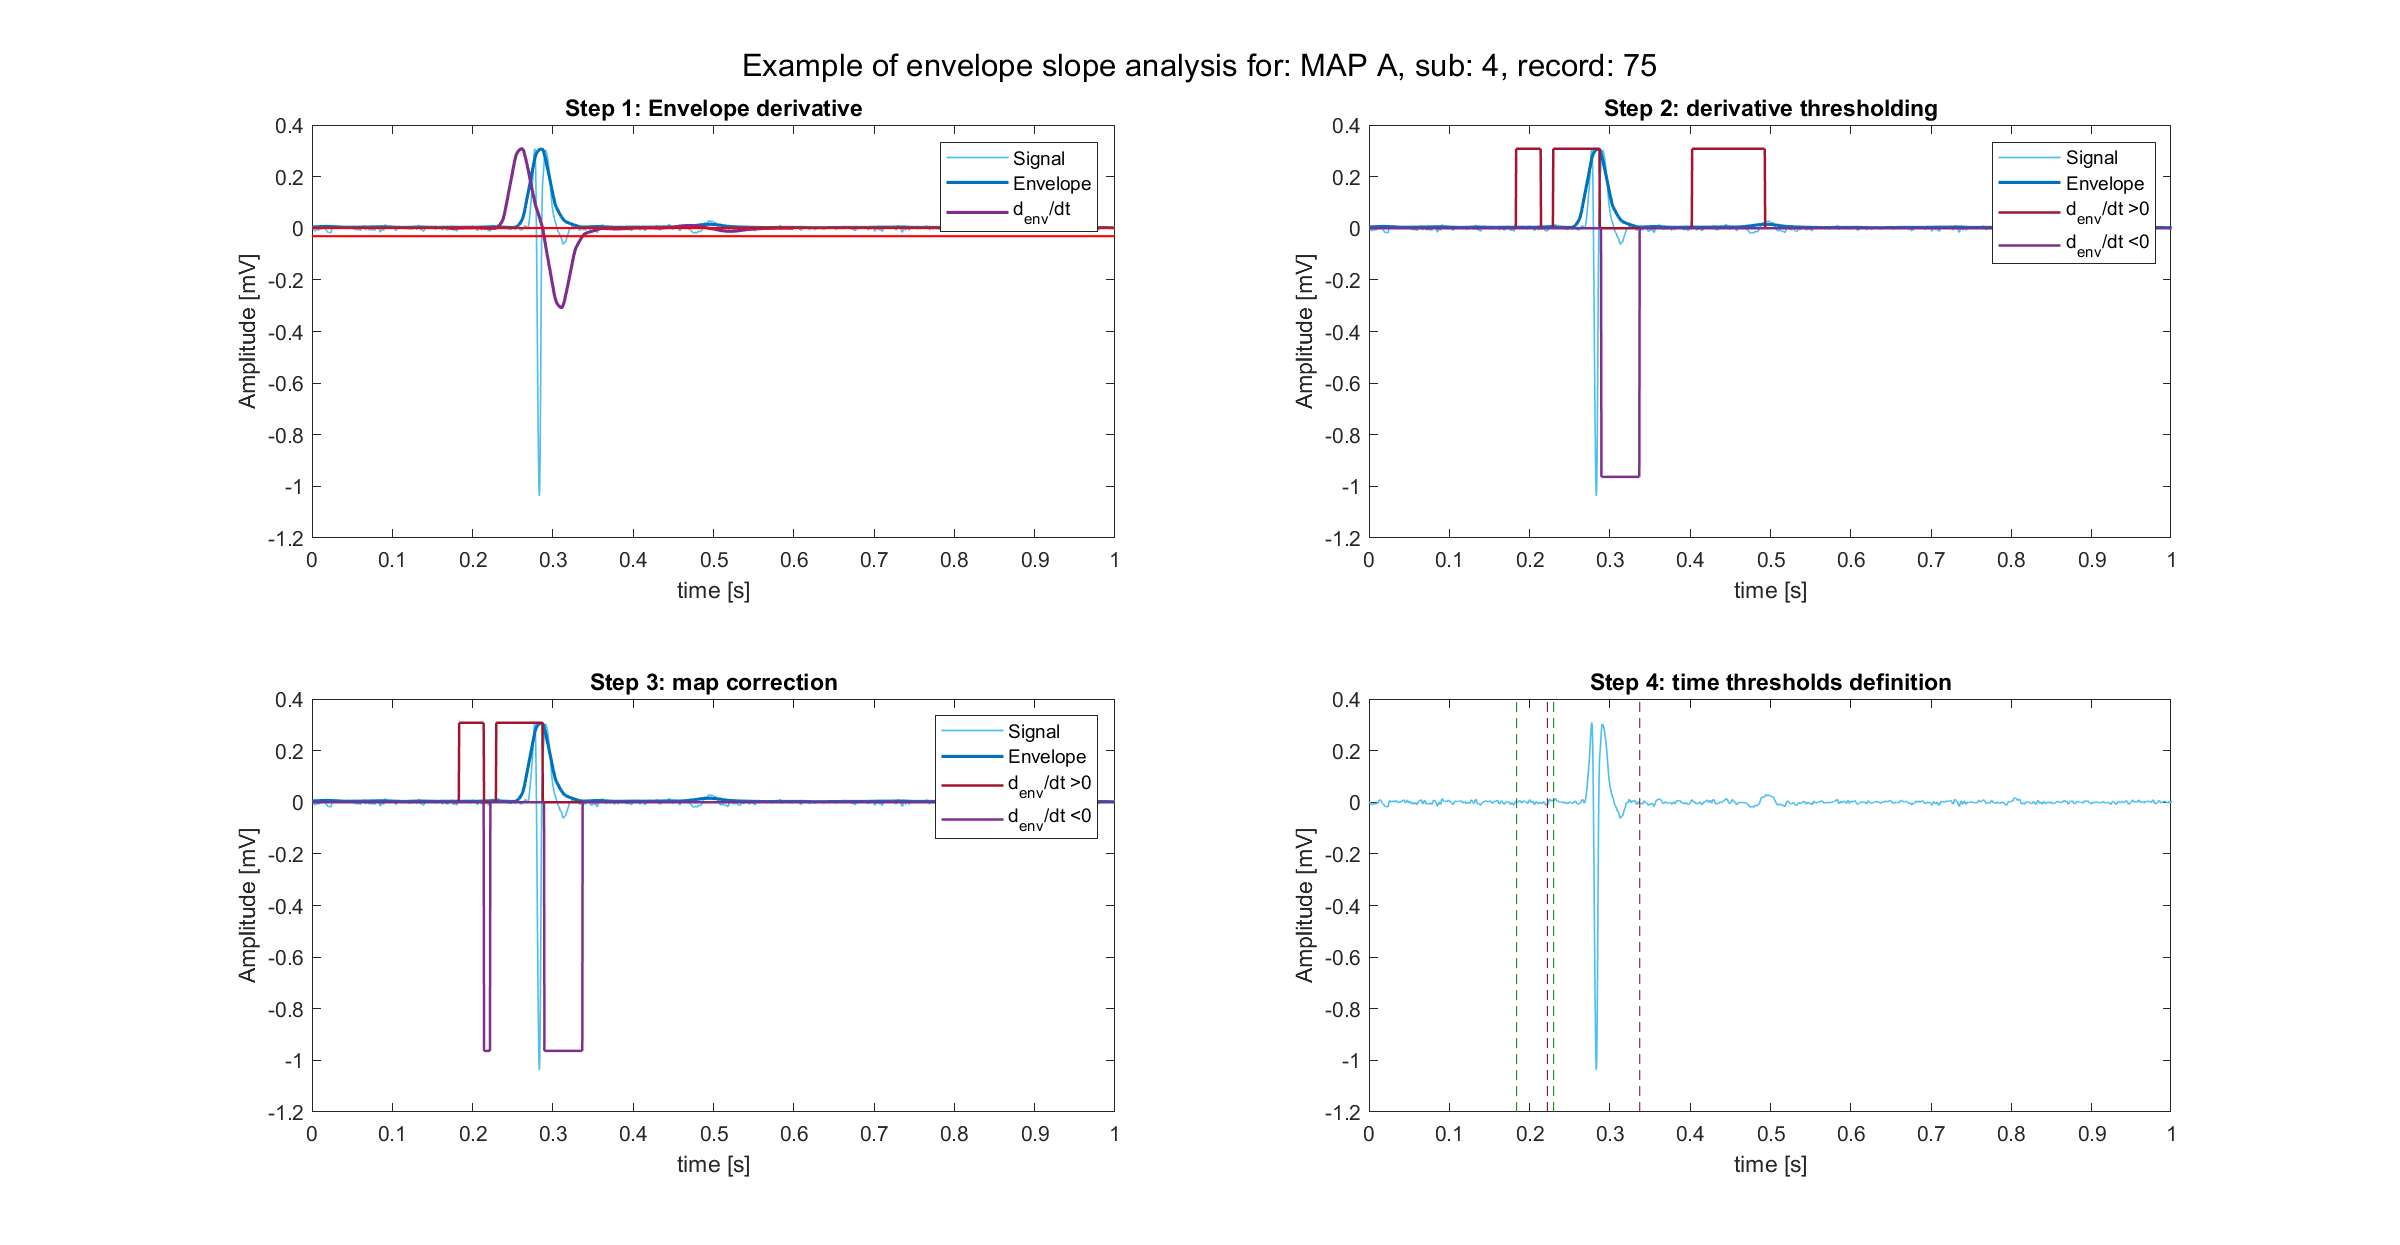 Example of envelope slope analysis for: MAP A, sub: 4, record: 75
Step 1: Envelope derivative
0.4
0.2
0
-0.2
-0.4
-0.6
-0.8
-1
-1.2
Amplitude [mV]
0 0.1 0.2 0.3 0.4 0.5 0.6 0.7 0.8 0.9 1
time [s]
Signal
Envelope
d_env/dt
Step 2: derivative thresholding
0.4
0.2
0
-0.2
-0.4
-0.6
-0.8
-1
-1.2
Amplitude [mV]
0 0.1 0.2 0.3 0.4 0.5 0.6 0.7 0.8 0.9 1
time [s]
Signal
Envelope
d_env/dt >0
d_env/dt <0
Step 3: map correction
0.4
0.2
0
-0.2
-0.4
-0.6
-0.8
-1
-1.2
Amplitude [mV]
0 0.1 0.2 0.3 0.4 0.5 0.6 0.7 0.8 0.9 1
time [s]
Signal
Envelope
d_env/dt >0
d_env/dt <0
Step 4: time thresholds definition
0.4
0.2
0
-0.2
-0.4
-0.6
-0.8
-1
-1.2
Amplitude [mV]
0 0.1 0.2 0.3 0.4 0.5 0.6 0.7 0.8 0.9 1
time [s]